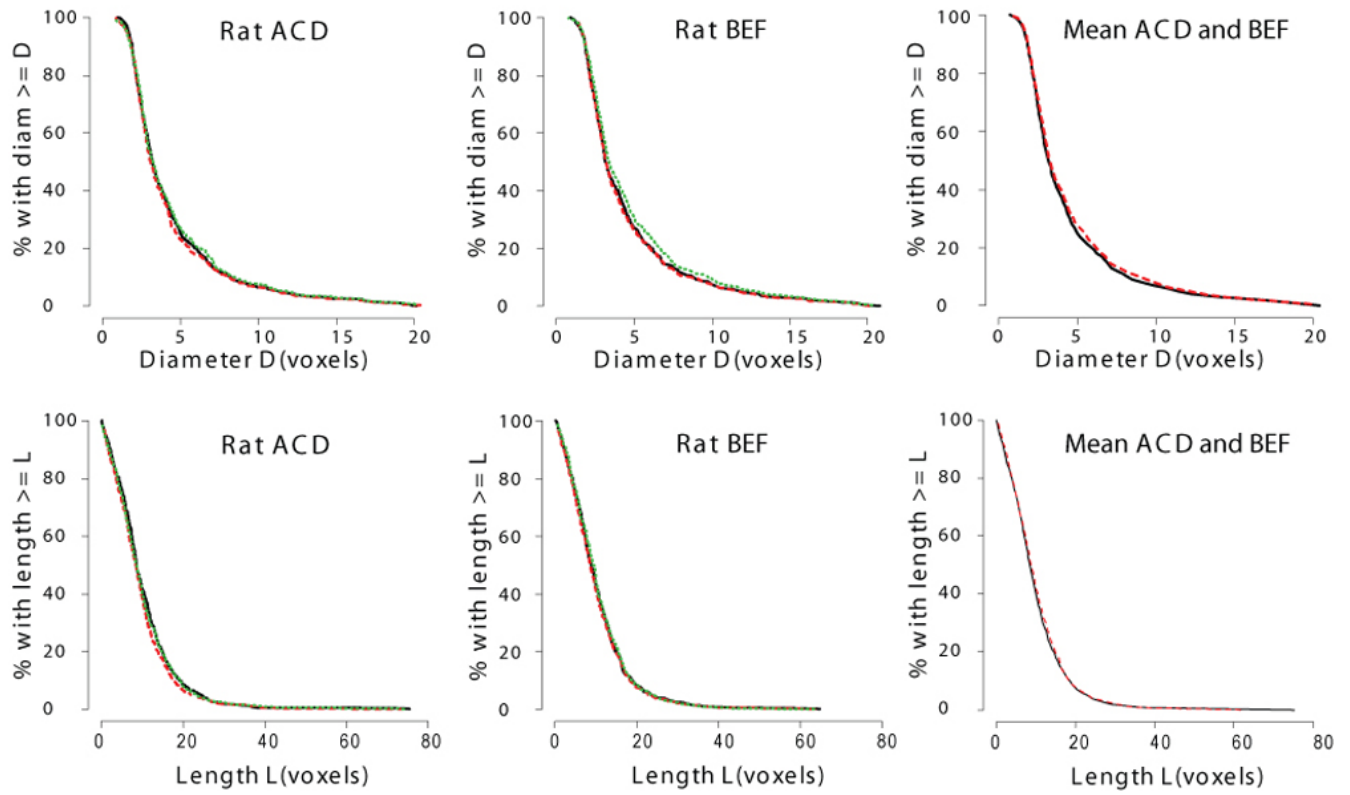 Rat ACD
% with diam >= D
100
80
60
40
20
0
0 5 10 15 20
Diameter D (voxels)
Rat BEF
% with diam >= D
100
80
60
40
20
0
0 5 10 15 20
Diameter D (voxels)
Mean ACD and BEF
% with diam >= D
100
80
60
40
20
0
0 5 10 15 20
Diameter D (voxels)
Rat ACD
% with length >= L
100
80
60
40
20
0
0 20 40 60 80
Length L(voxels)
Rat BEF
% with length >= L
100
80
60
40
20
0
0 20 40 60 80
Length L(voxels)
Mean ACD and BEF
% with length >= L
100
80
60
40
20
0
0 20 40 60 80
Length L(voxels)